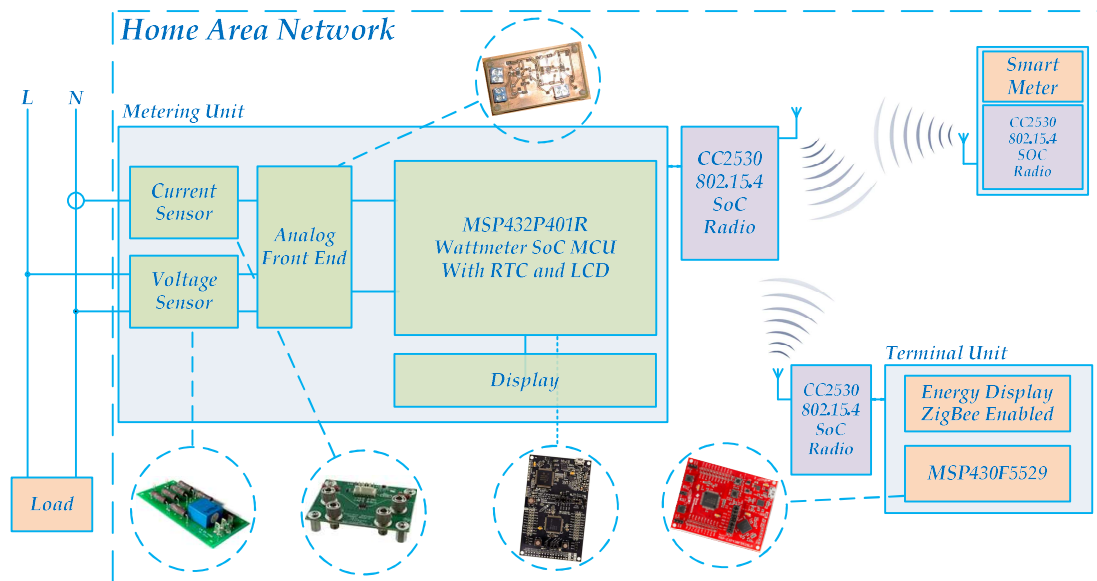 Home Area Network
L
N
Metering Unit
Current
Sensor
Voltage
Sensor
Analog
Front End
MSP432P401R
Wattmeter SoC MCU
With RTC and LCD
Display
CC2530
802.15.4
SoC
Radio
Smart
Meter
CC2530
802.15.4
SOC
Radio
Terminal Unit
CC2530
802.15.4
SoC
Radio
Energy Display
ZigBee Enabled
MSP430F5529
Load